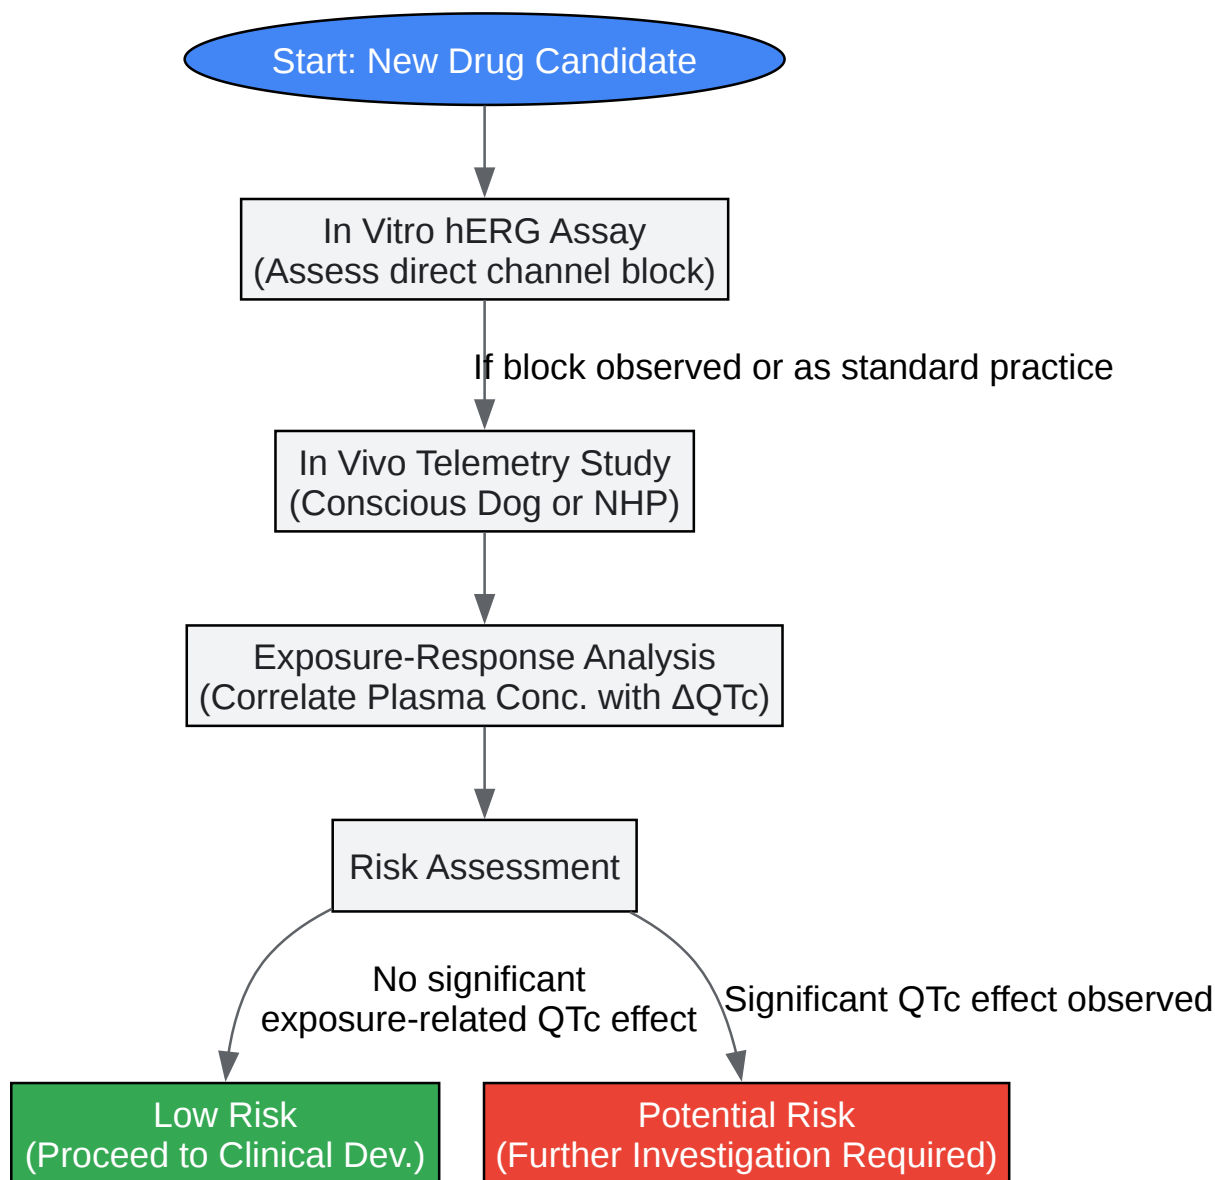 Start: New Drug Candidate
In Vitro hERG Assay
(Assess direct channel block)
If block observed or as standard practice
In Vivo Telemetry Study
(Conscious Dog or NHP)
Exposure-Response Analysis
(Correlate Plasma Conc. with ΔQTc)
Risk Assessment
No significant
exposure-related QTc effect
Significant QTc effect observed
Low Risk
(Proceed to Clinical Dev.)
Potential Risk
(Further Investigation Required)